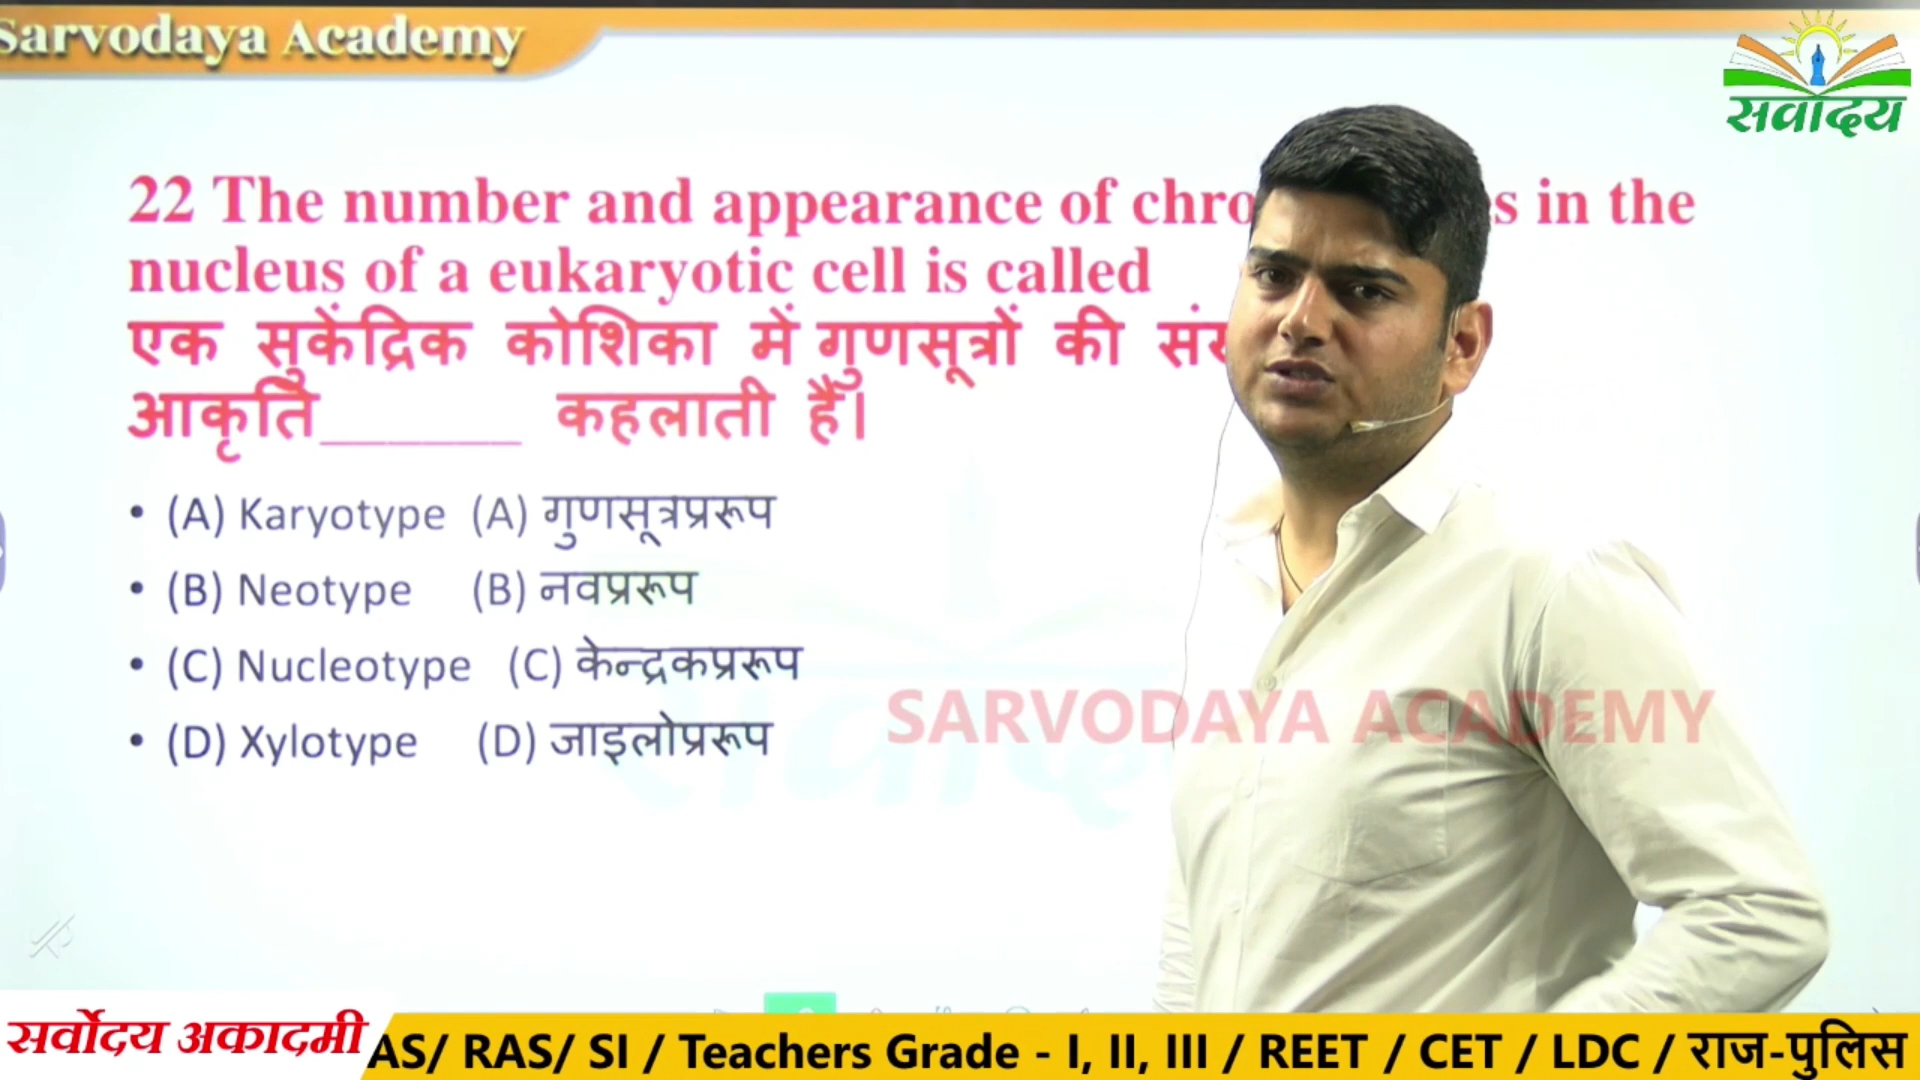 Sarvodaya Academy
सर्वोदय
22 The number and appearance of in the
nucleus of a eukaryotic cell is called
एक सुकेंद्रिक कोशिका में गुणसूत्रों की
आकृति______ कहलाती हैं।
• (A) Karyotype (A) गुणसूत्रप्ररूप
• (B) Neotype (B) नवप्ररूप
• (C) Nucleotype (C) केन्द्रकप्ररूप
• (D) Xylotype (D) जाइलोप्ररूप
SARVODAYA ACADEMY
सर्वोदय अकादमी AS/ RAS/ SI / Teachers Grade - I, II, III / REET / CET / LDC / राज-पुलिस